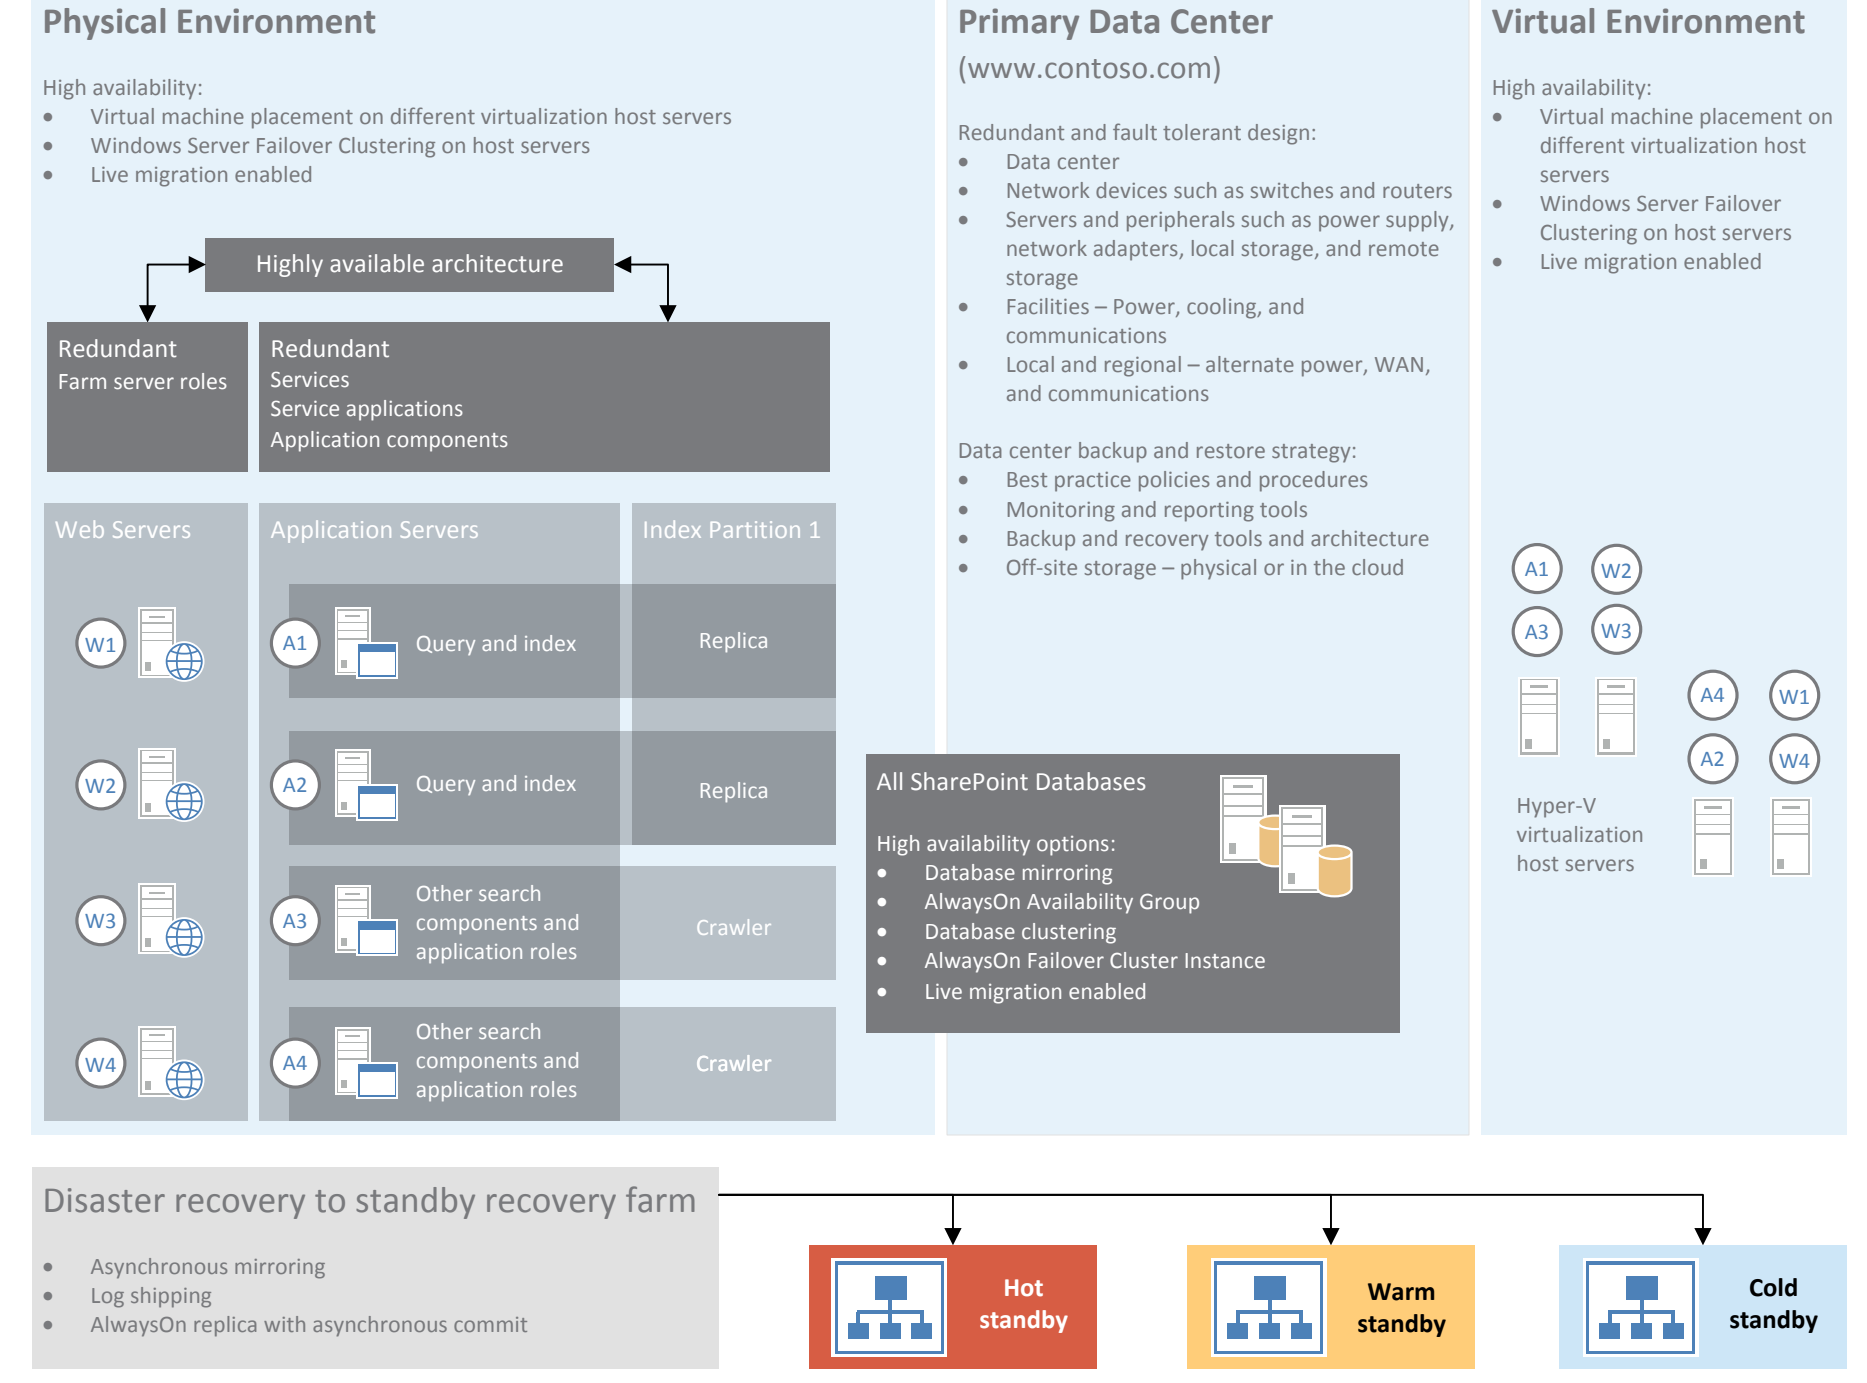 Physical Environment
High availability:
• Virtual machine placement on different virtualization host servers
• Windows Server Failover Clustering on host servers
• Live migration enabled
Highly available architecture
Redundant
Farm server roles
Redundant
Services
Service applications
Application components
Web Servers
Application Servers
Index Partition 1
W1
A1
Query and index
Replica
W2
A2
Query and index
Replica
W3
A3
Other search
components and
application roles
Crawler
W4
A4
Other search
components and
application roles
Crawler
Primary Data Center
(www.contoso.com)
Redundant and fault tolerant design:
• Data center
• Network devices such as switches and routers
• Servers and peripherals such as power supply,
network adapters, local storage, and remote
storage
• Facilities – Power, cooling, and
communications
• Local and regional – alternate power, WAN,
and communications
Data center backup and restore strategy:
• Best practice policies and procedures
• Monitoring and reporting tools
• Backup and recovery tools and architecture
• Off-site storage – physical or in the cloud
All SharePoint Databases
High availability options:
• Database mirroring
• AlwaysOn Availability Group
• Database clustering
• AlwaysOn Failover Cluster Instance
• Live migration enabled
Virtual Environment
High availability:
• Virtual machine placement on
different virtualization host
servers
• Windows Server Failover
Clustering on host servers
• Live migration enabled
A1
W2
A3
W3
A4
W1
A2
W4
Hyper-V
virtualization
host servers
Disaster recovery to standby recovery farm
• Asynchronous mirroring
• Log shipping
• AlwaysOn replica with asynchronous commit
Hot
standby
Warm
standby
Cold
standby